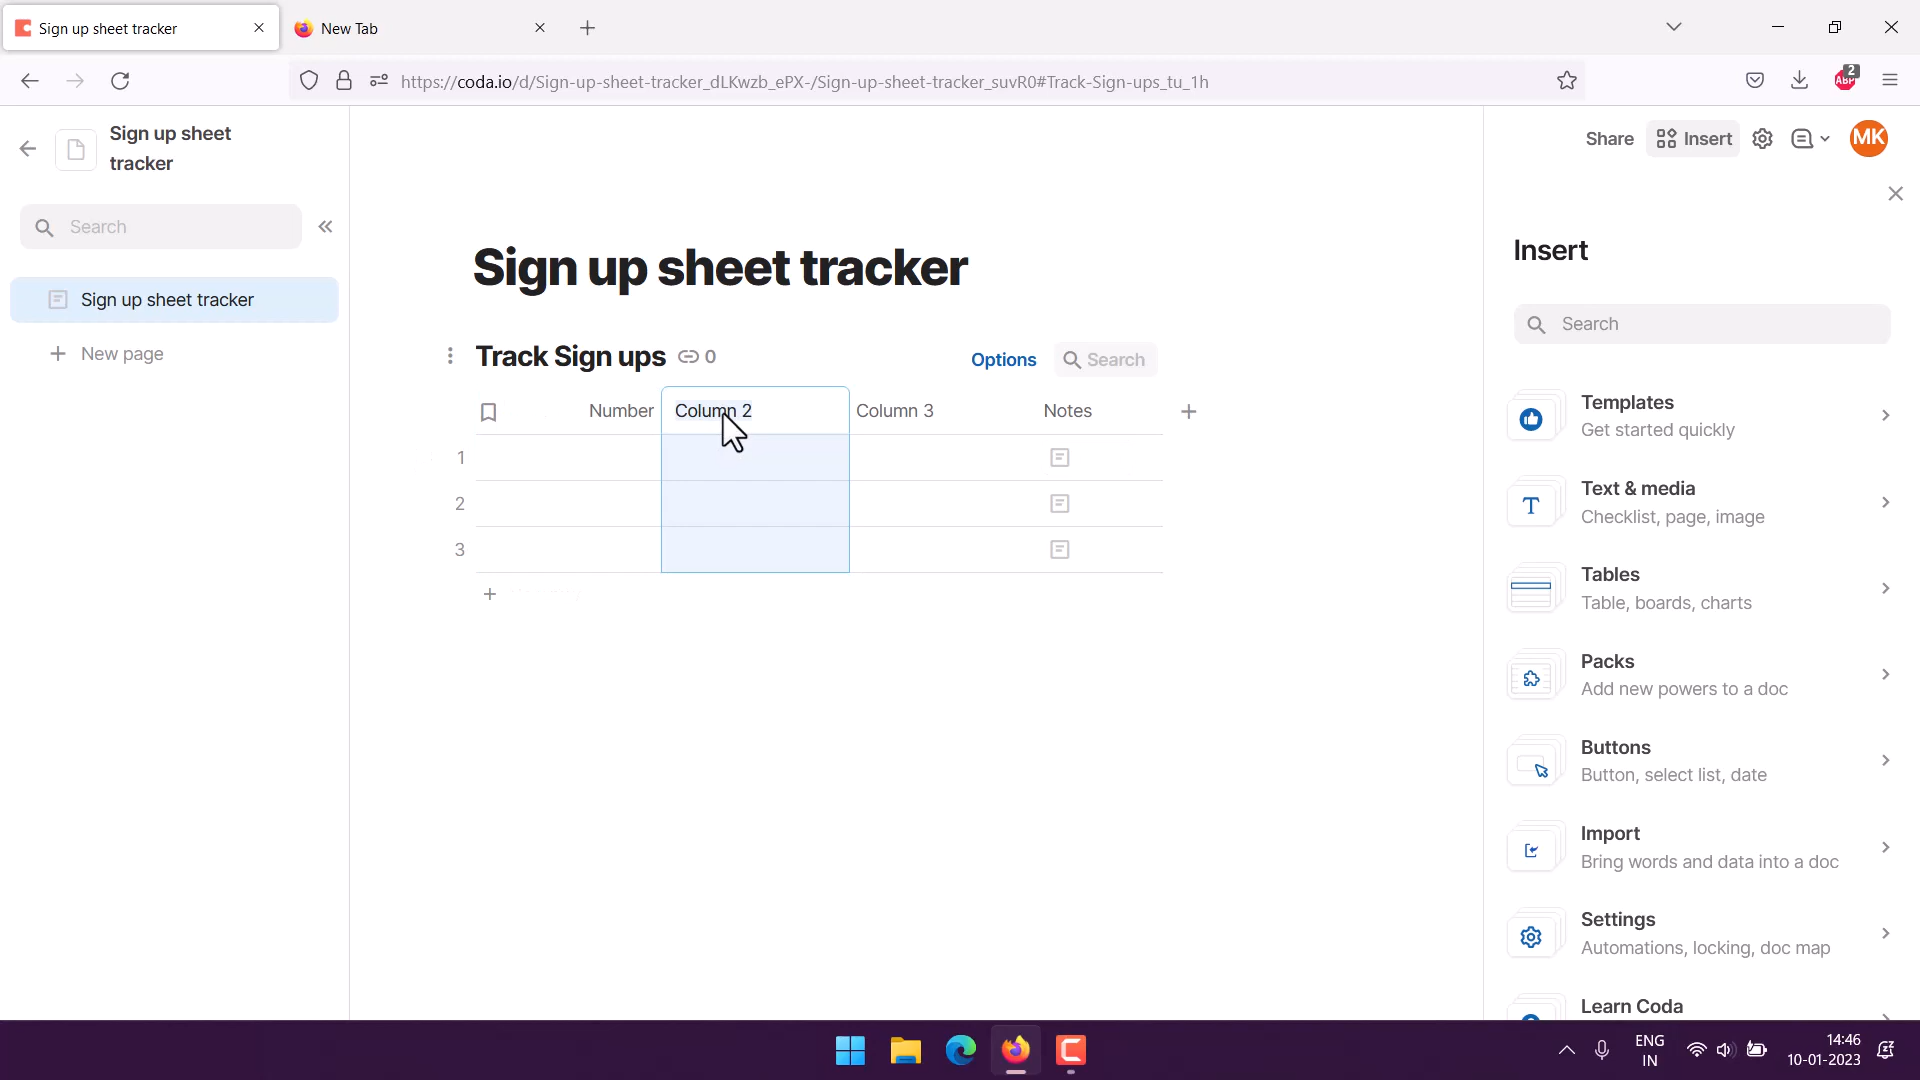 Sign up sheet tracker
New Tab
https://coda.io/d/Sign-up-sheet-tracker_dLKwzb_ePX-/Sign-up-sheet-tracker_suvR0#Track-Sign-ups_tu_1h
2
ABP
Sign up sheet
tracker
Share
Insert
MK
Search
Sign up sheet tracker
New page
Sign up sheet tracker
Track Sign ups
0
Options
Search
Number
Column 2
Column 3
Notes
1
2
3
Insert
Search
Templates
Get started quickly
T
Text & media
Checklist, page, image
Tables
Table, boards, charts
Packs
Add new powers to a doc
Buttons
Button, select list, date
Import
Bring words and data into a doc
Settings
Automations, locking, doc map
Learn Coda
ENG
IN
14:46
10-01-2023